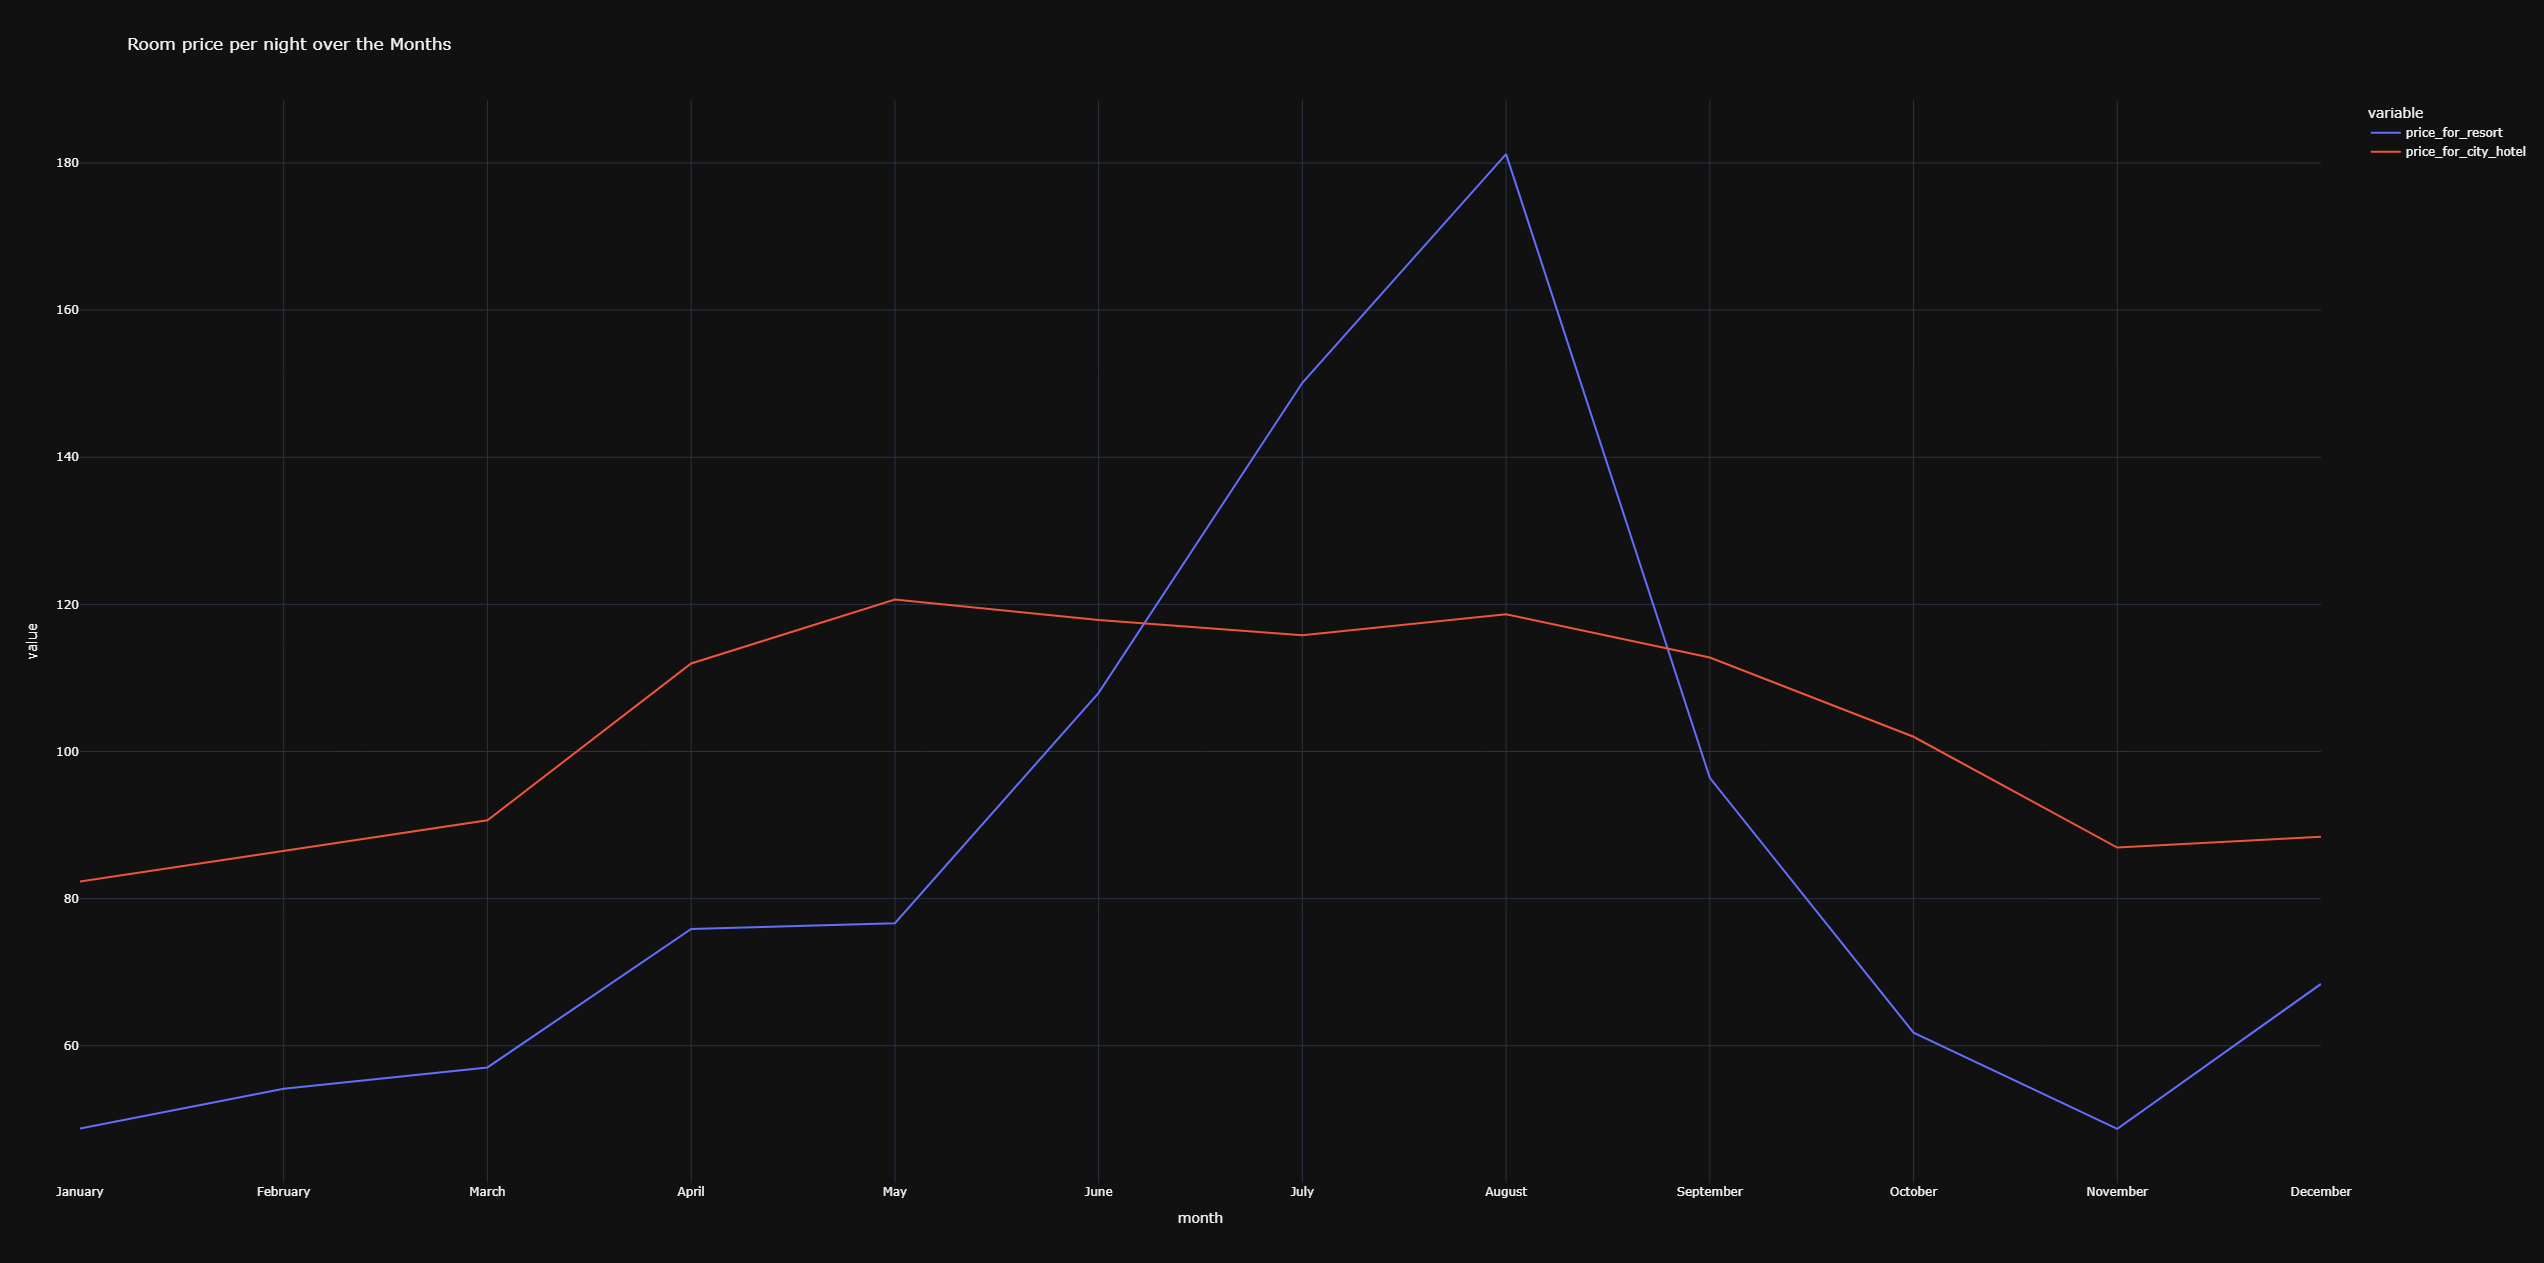 Room price per night over the Months
variable
price_for_resort
price_for_city_hotel
180
160
140
120
100
80
60
value
January February March April May June July August September October November December
month